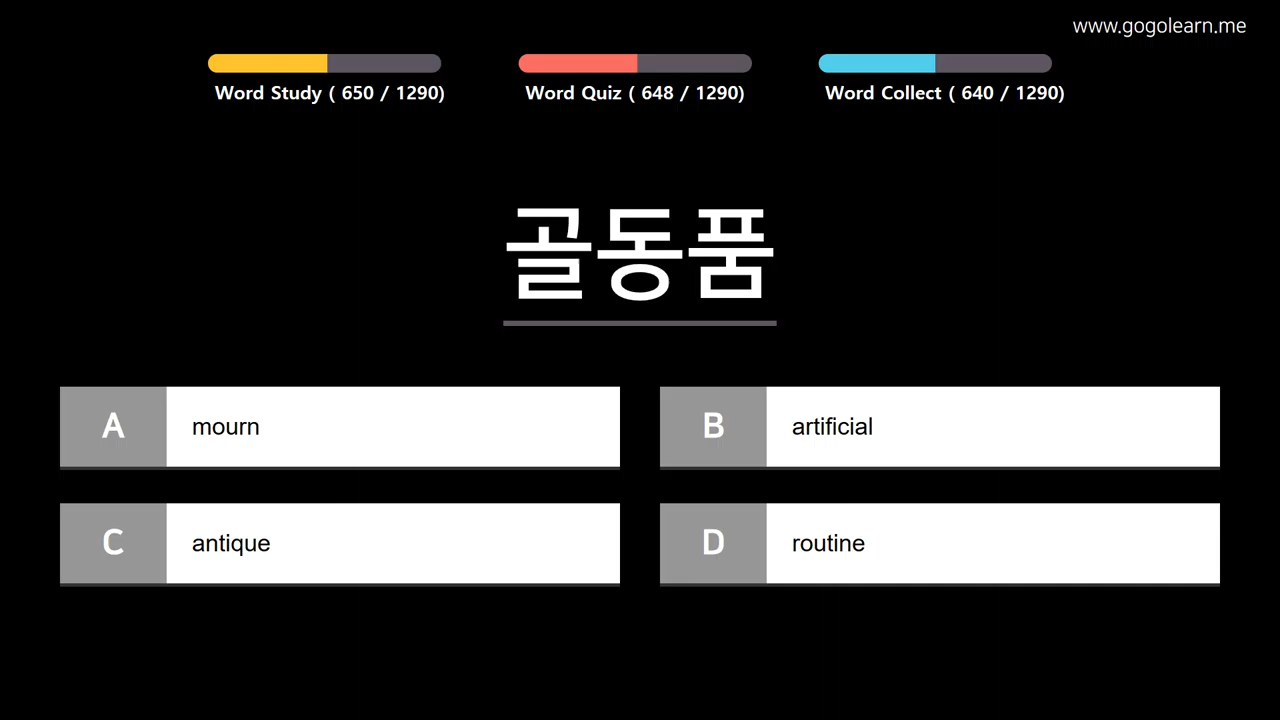 www.gogolearn.me
Word Study ( 650 / 1290)
Word Quiz ( 648 / 1290)
Word Collect ( 640 / 1290)
골동품
A mourn
B artificial
C antique
D routine